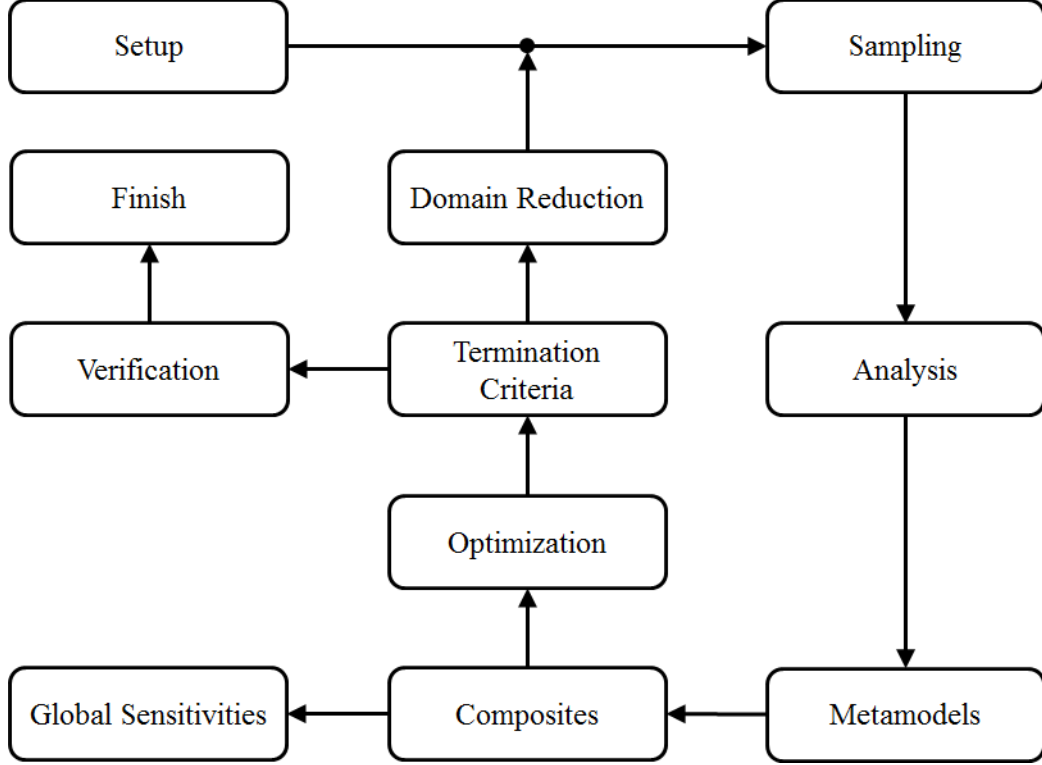 Setup
Sampling
Finish
Domain Reduction
Verification
Termination
Criteria
Analysis
Optimization
Global Sensitivities
Composites
Metamodels